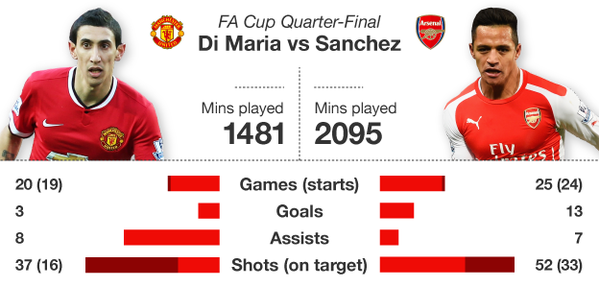 FA Cup Quarter-Final
Di Maria vs Sanchez
Arsenal
Mins played
1481
Mins played
2095
20 (19) Games (starts) 25 (24)
3 Goals 13
8 Assists 7
37 (16) Shots (on target) 52 (33)